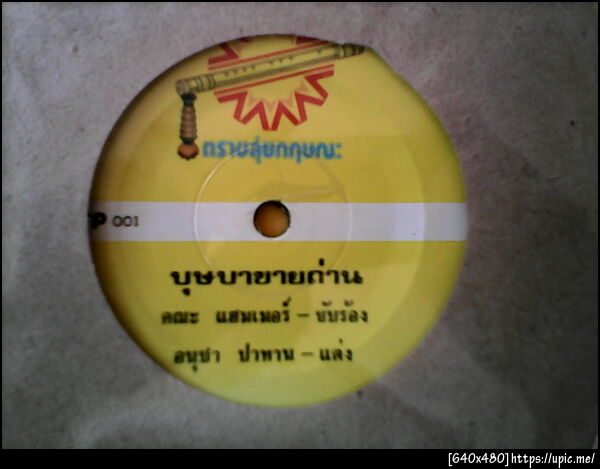 ตราขลุ่ยกฤษณะ
P 001
บุษบาขายถ่าน
คณะ แฮมเมอร์ – ขับร้อง
อนุชา ปาทาน – แต่ง
[640x480]https://upic.me/